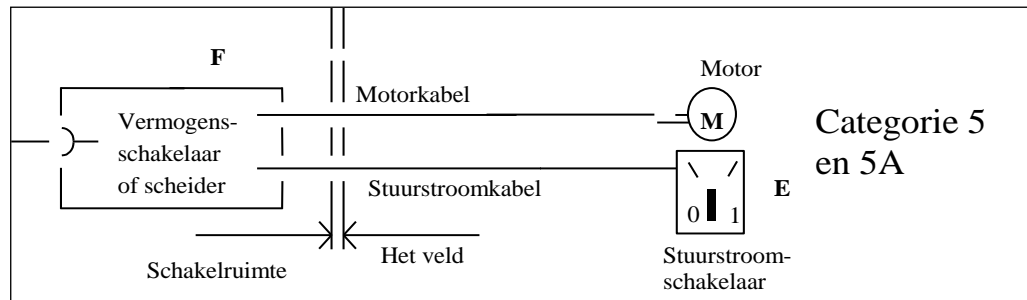 F
Motor
Motorkabel
M
Vermogens-
schakelaar
of scheider
Categorie 5
en 5A
Stuurstroomkabel
E
0 1
Het veld
Schakelruimte
Stuurstroom-
schakelaar